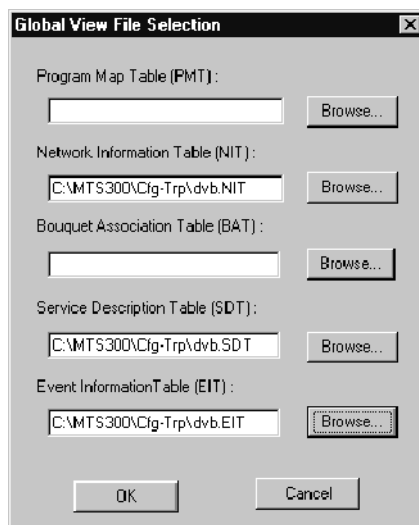 Global View File Selection
Program Map Table (PMT) :
Browse...
Network Information Table (NIT) :
C:\MTS300\Cfg-Trp\dvb.NIT
Browse...
Bouquet Association Table (BAT) :
Browse...
Service Description Table (SDT) :
C:\MTS300\Cfg-Trp\dvb.SDT
Browse...
Event InformationTable (EIT) :
C:\MTS300\Cfg-Trp\dvb.EIT
Browse...
OK
Cancel